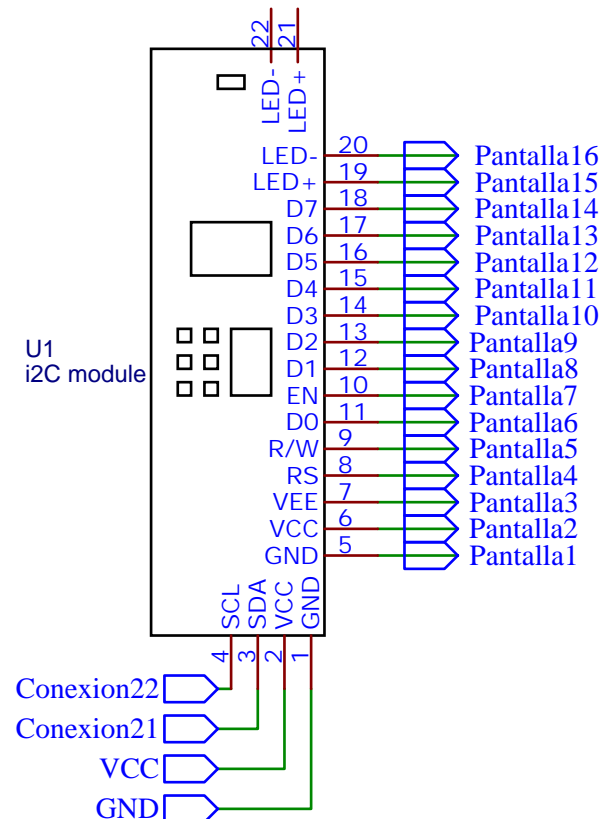 22 21
LED- LED+
LED- 20 Pantalla16
LED+ 19 Pantalla15
D7 18 Pantalla14
D6 17 Pantalla13
D5 16 Pantalla12
D4 15 Pantalla11
D3 14 Pantalla10
D2 13 Pantalla9
D1 12 Pantalla8
EN 10 Pantalla7
D0 11 Pantalla6
R/W 9 Pantalla5
RS 8 Pantalla4
VEE 7 Pantalla3
VCC 6 Pantalla2
GND 5 Pantalla1
U1
i2C module
SCL SDA VCC GND
4 3 2 1
Conexion22
Conexion21
VCC
GND